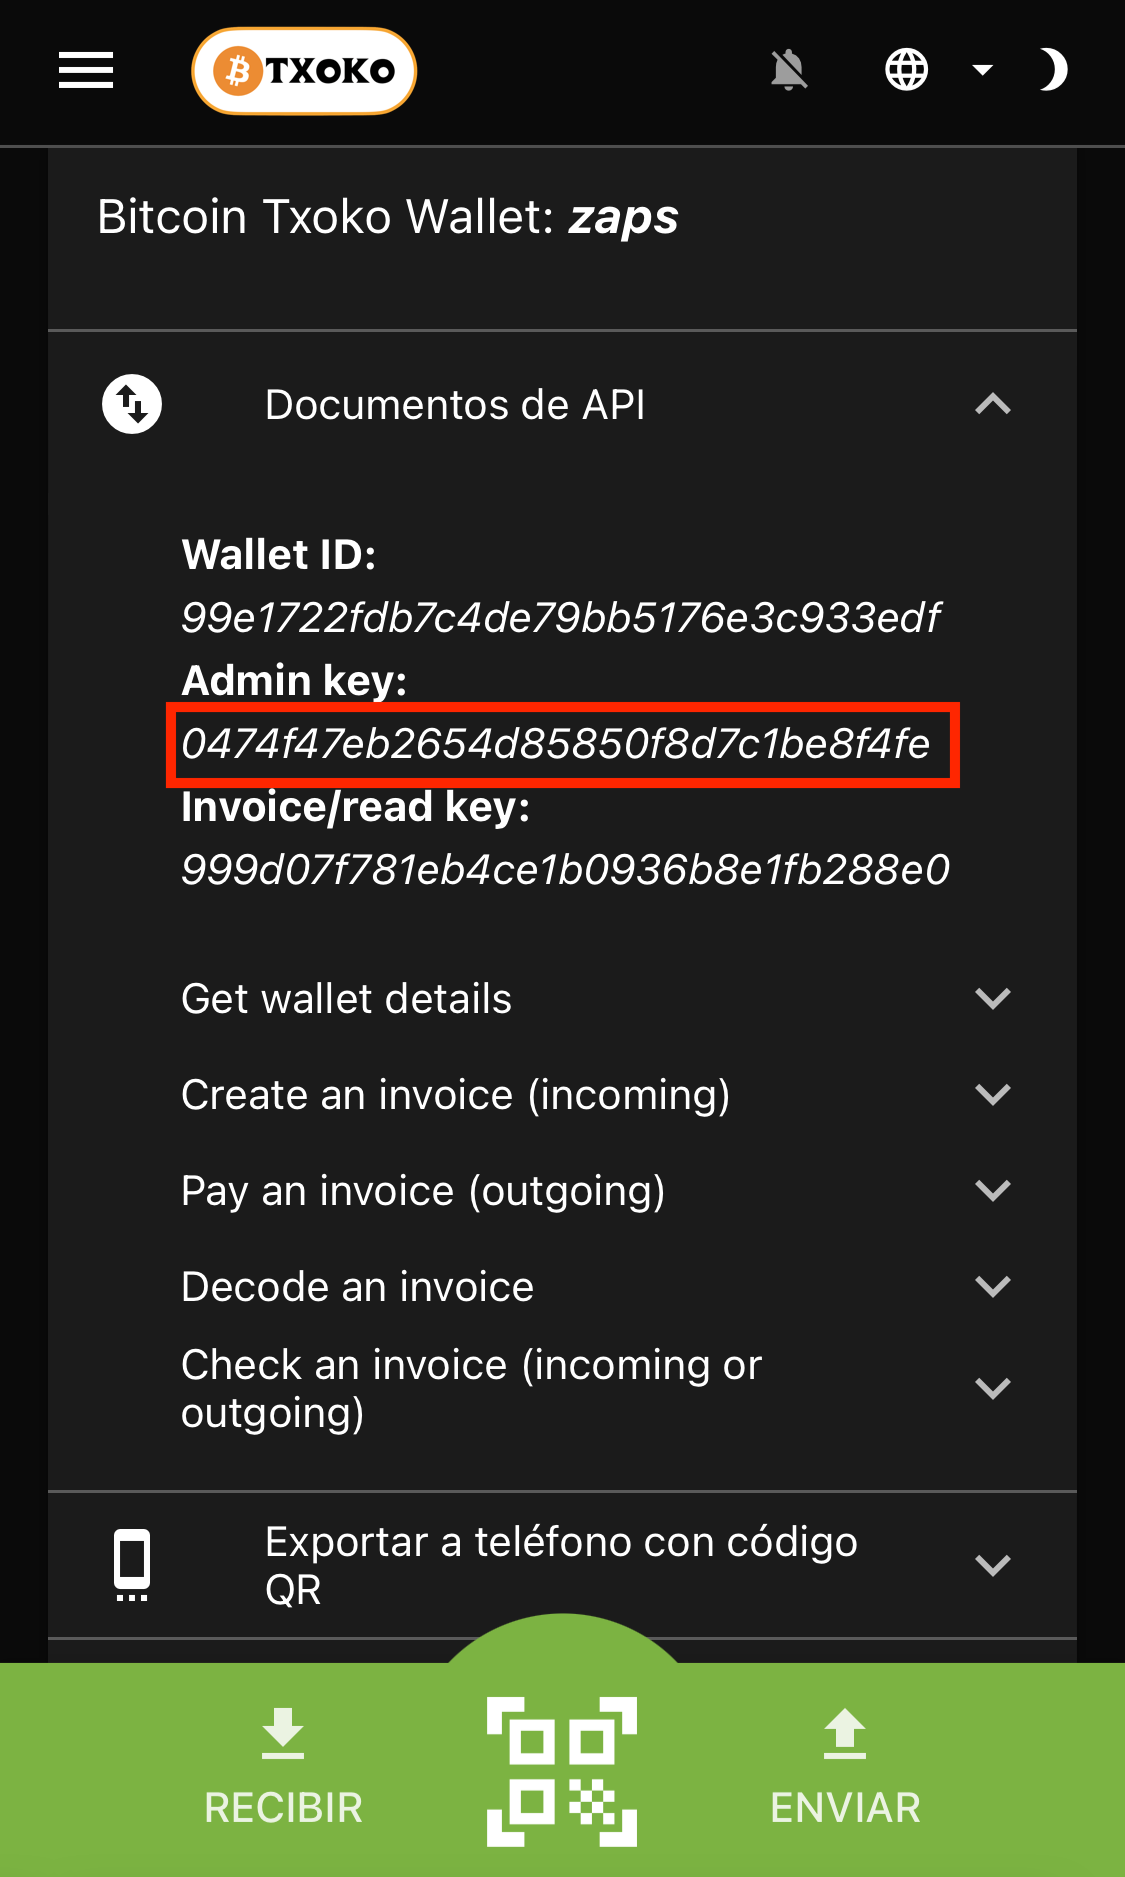 TXOKO
Bitcoin Txoko Wallet: zaps
Documentos de API
Wallet ID:
99e1722fdb7c4de79bb5176e3c933edf
Admin key:
0474f47eb2654d85850f8d7c1be8f4fe
Invoice/read key:
999d07f781eb4ce1b0936b8e1fb288e0
Get wallet details
Create an invoice (incoming)
Pay an invoice (outgoing)
Decode an invoice
Check an invoice (incoming or
outgoing)
Exportar a teléfono con código
QR
RECIBIR
ENVIAR